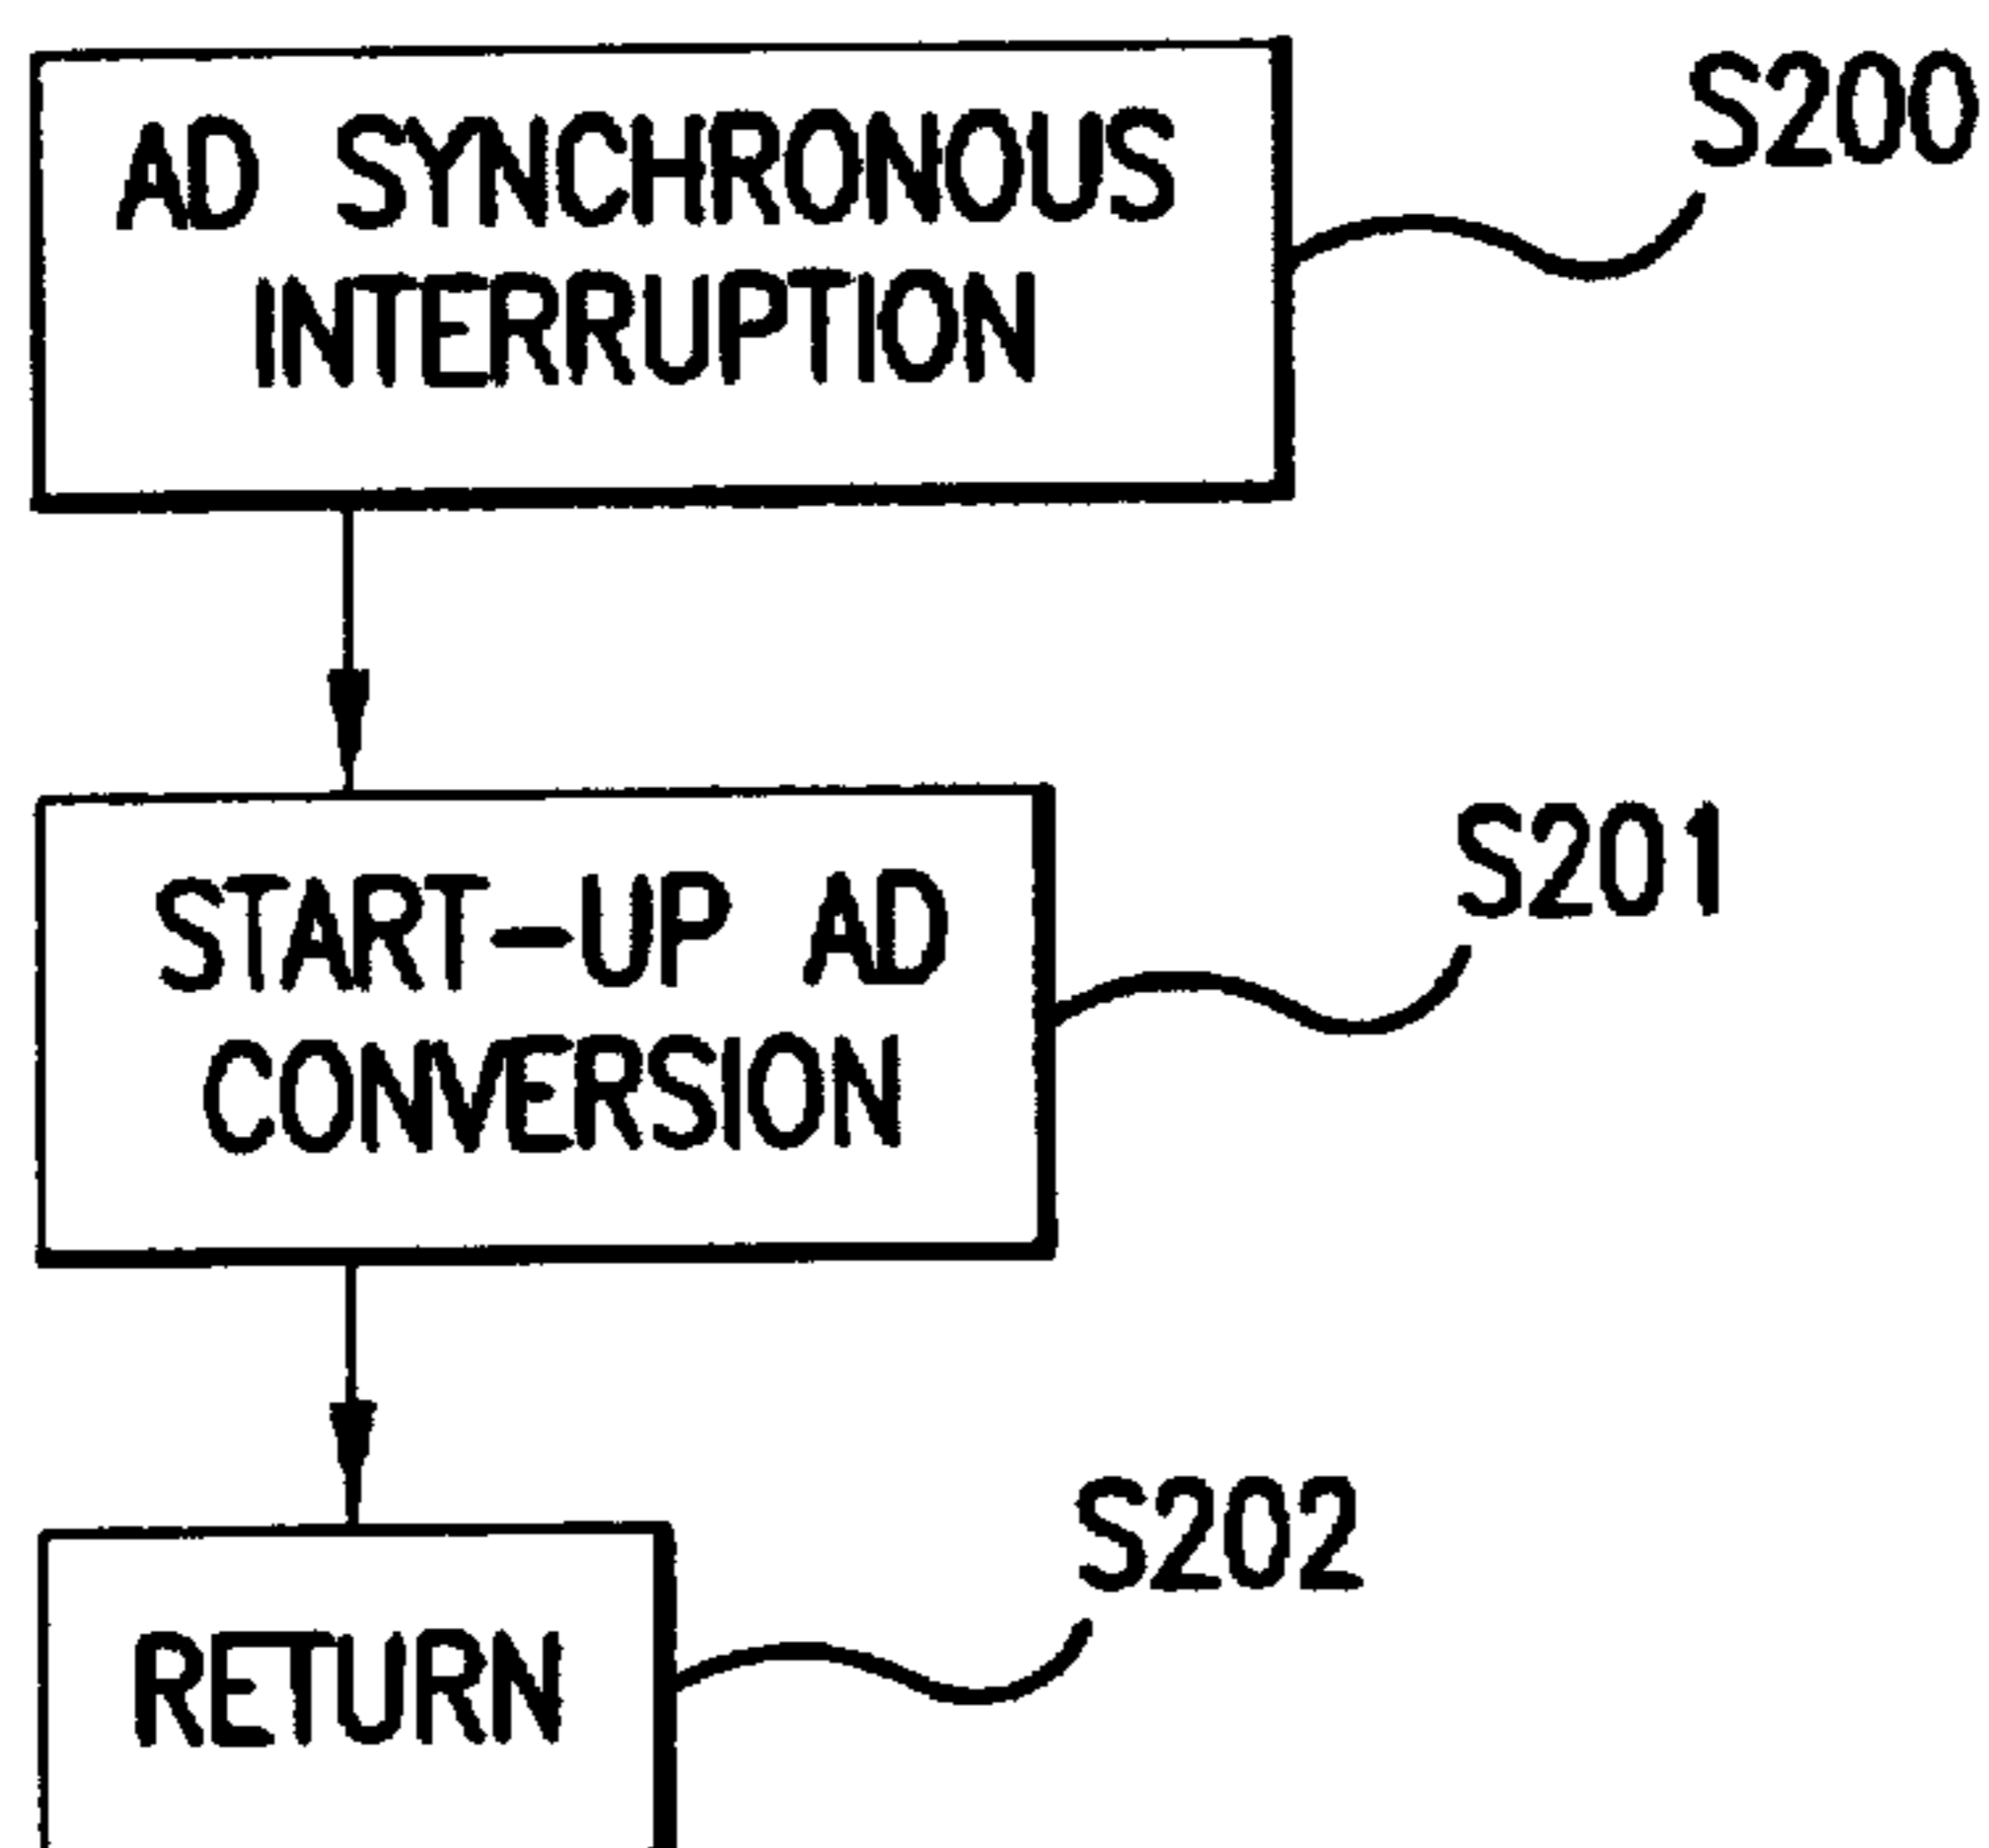 S200
AD SYNCHRONOUS
INTERRUPTION
S201
START-UP AD
CONVERSION
S202
RETURN